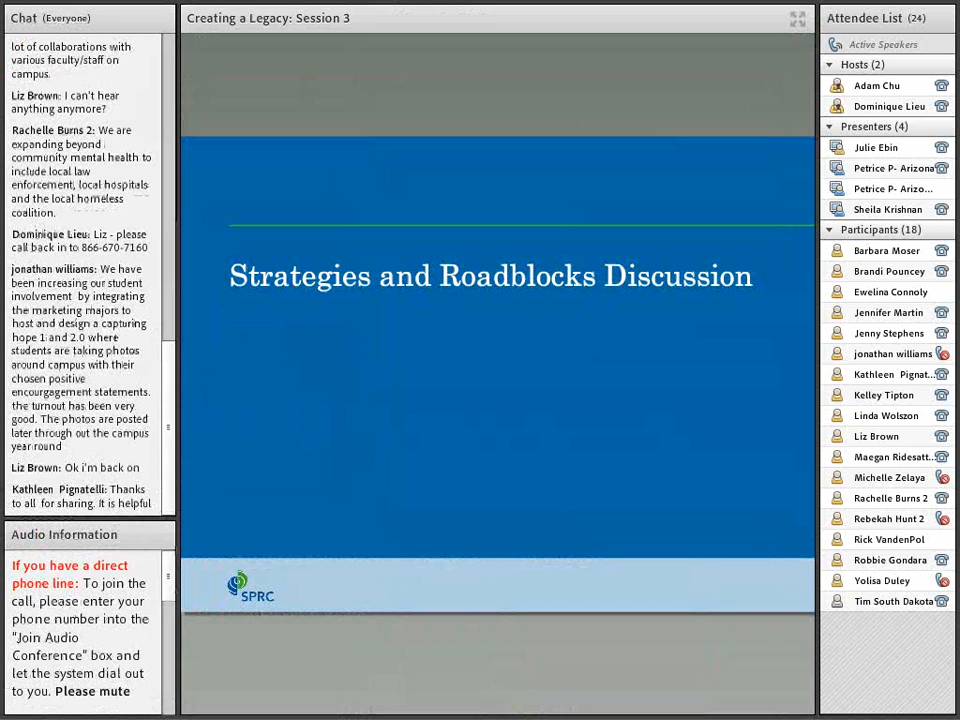 Chat (Everyone)
lot of collaborations with
various faculty/staff on
campus.
Liz Brown: I can't hear
anything anymore?
Rachelle Burns 2: We are
expanding beyond
community mental health to
include local law
enforcement, local hospitals
and the local homeless
coalition.
Dominique Lieu: Liz - please
call back in to 866-670-7160
jonathan williams: We have
been increasing our student
involvement by integrating
the marketing majors to
host and design a capturing
hope 1 and 2.0 where
students are taking photos
around campus with their
chosen positive
encourgagement statements.
the turnout has been very
good. The photos are posted
later through out the campus
year round
Liz Brown: Ok i'm back on
Kathleen Pignatelli: Thanks
to all for sharing. It is helpful
Audio Information
If you have a direct
phone line: To join the
call, please enter your
phone number into the
"Join Audio
Conference" box and
let the system dial out
to you. Please mute
Creating a Legacy: Session 3
Strategies and Roadblocks Discussion
SPRC
Attendee List (24)
Active Speakers
Hosts (2)
Adam Chu
Dominique Lieu
Presenters (4)
Julie Ebin
Petrice P- Arizona
Petrice P- Arizo...
Sheila Krishnan
Participants (18)
Barbara Moser
Brandi Pouncey
Ewelina Connoly
Jennifer Martin
Jenny Stephens
jonathan williams
Kathleen Pignat...
Kelley Tipton
Linda Wolszon
Liz Brown
Maegan Ridesatt...
Michelle Zelaya
Rachelle Burns 2
Rebekah Hunt 2
Rick VandenPol
Robbie Gondara
Yolisa Duley
Tim South Dakota